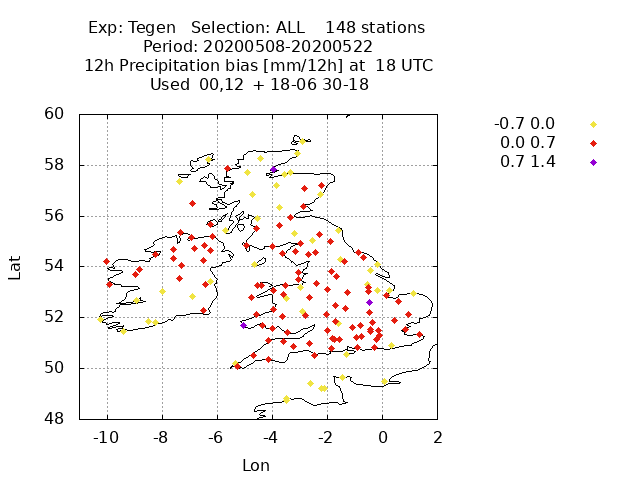 Exp: Tegen   Selection: ALL    148 stations
Period: 20200508-20200522
12h Precipitation bias [mm/12h] at  18 UTC
Used  00,12  + 18-06 30-18
-0.7 0.0
0.0 0.7
0.7 1.4
60
58
56
54
52
50
48
Lat
-10 -8 -6 -4 -2 0 2
Lon